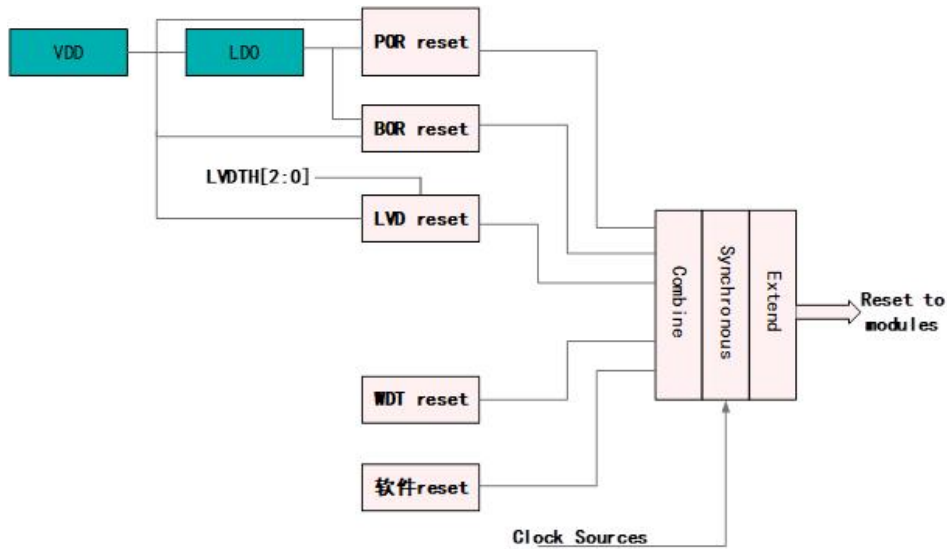 VDD
LDO
POR reset
BOR reset
LVDTH[2:0]
LVD reset
Combine
Synchronous
Extend
Reset to
modules
WDT reset
软件reset
Clock Sources